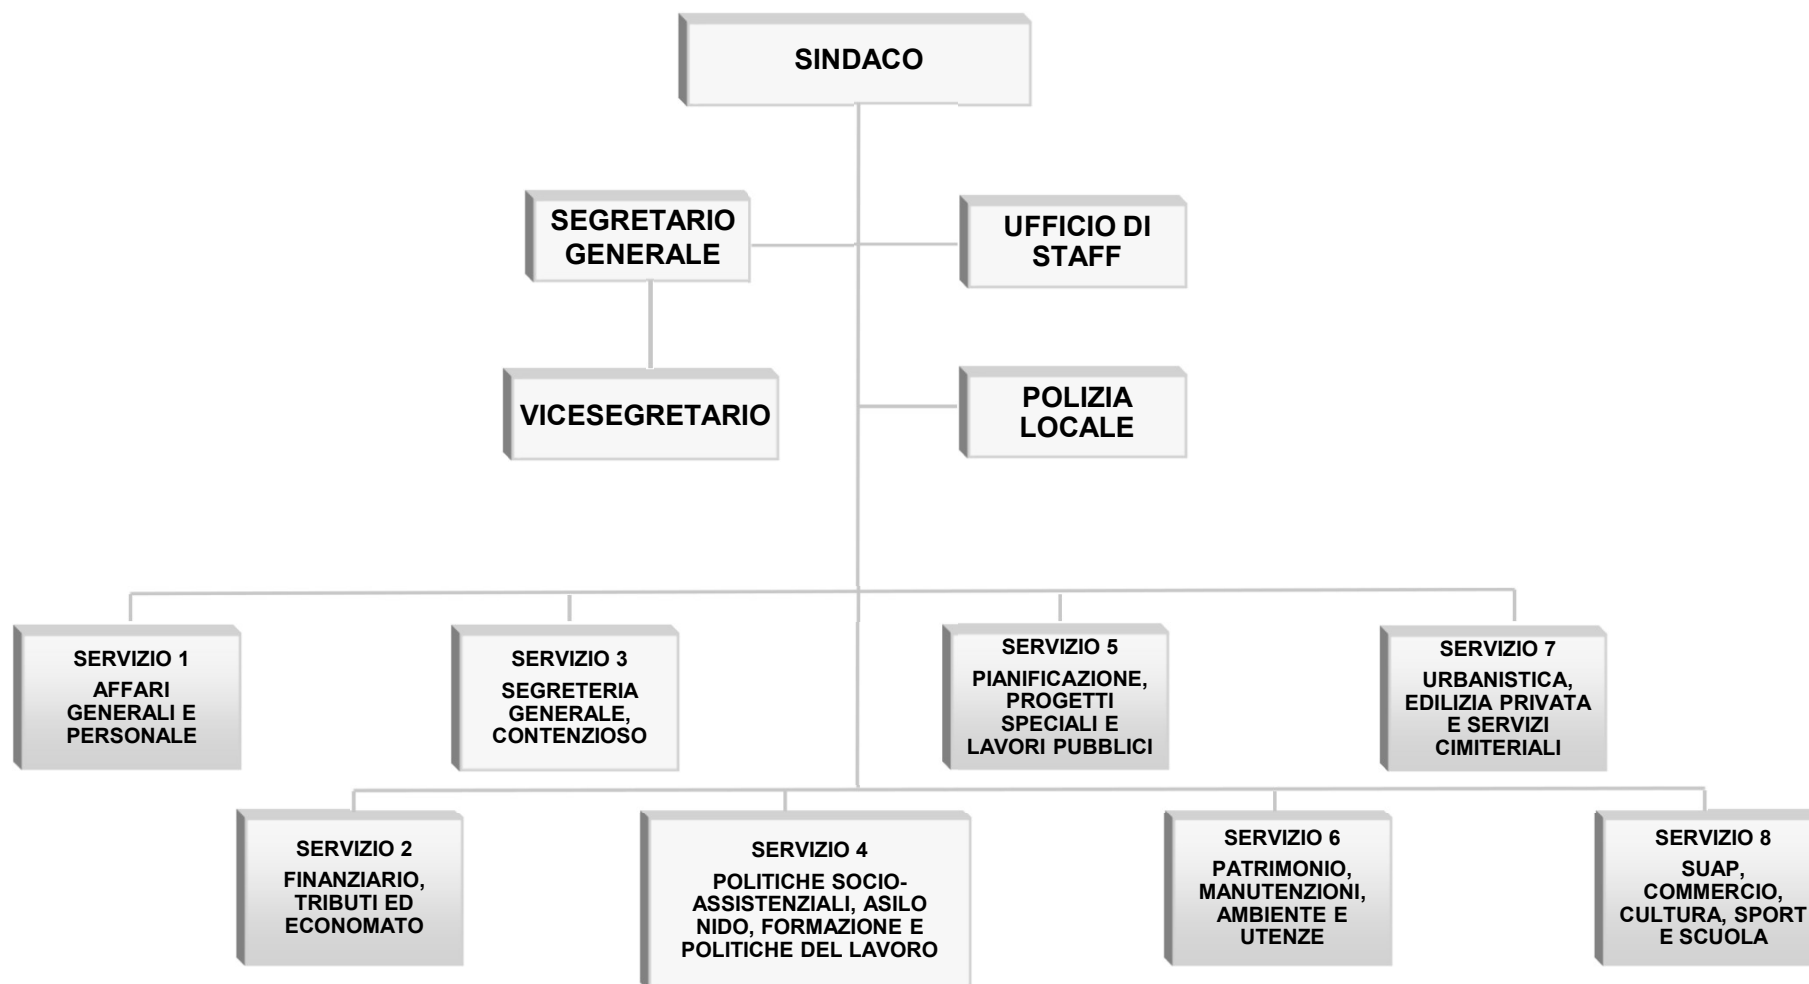 SINDACO
SEGRETARIO
GENERALE
UFFICIO DI
STAFF
VICESEGRETARIO
POLIZIA
LOCALE
SERVIZIO 1
AFFARI
GENERALI E
PERSONALE
SERVIZIO 3
SEGRETERIA
GENERALE,
CONTENZIOSO
SERVIZIO 5
PIANIFICAZIONE,
PROGETTI
SPECIALI E
LAVORI PUBBLICI
SERVIZIO 7
URBANISTICA,
EDILIZIA PRIVATA
E SERVIZI
CIMITERIALI
SERVIZIO 2
FINANZIARIO,
TRIBUTI ED
ECONOMATO
SERVIZIO 4
POLITICHE SOCIO-
ASSISTENZIALI, ASILO
NIDO, FORMAZIONE E
POLITICHE DEL LAVORO
SERVIZIO 6
PATRIMONIO,
MANUTENZIONI,
AMBIENTE E
UTENZE
SERVIZIO 8
SUAP,
COMMERCIO,
CULTURA, SPORT
E SCUOLA